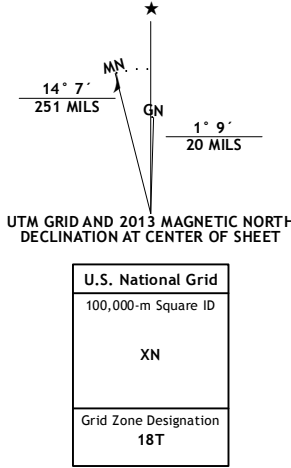 ★
MN
GN
14° 7´
251 MILS
1° 9´
20 MILS
UTM GRID AND 2013 MAGNETIC NORTH
DECLINATION AT CENTER OF SHEET
U.S. National Grid
100,000-m Square ID
XN
Grid Zone Designation
18T